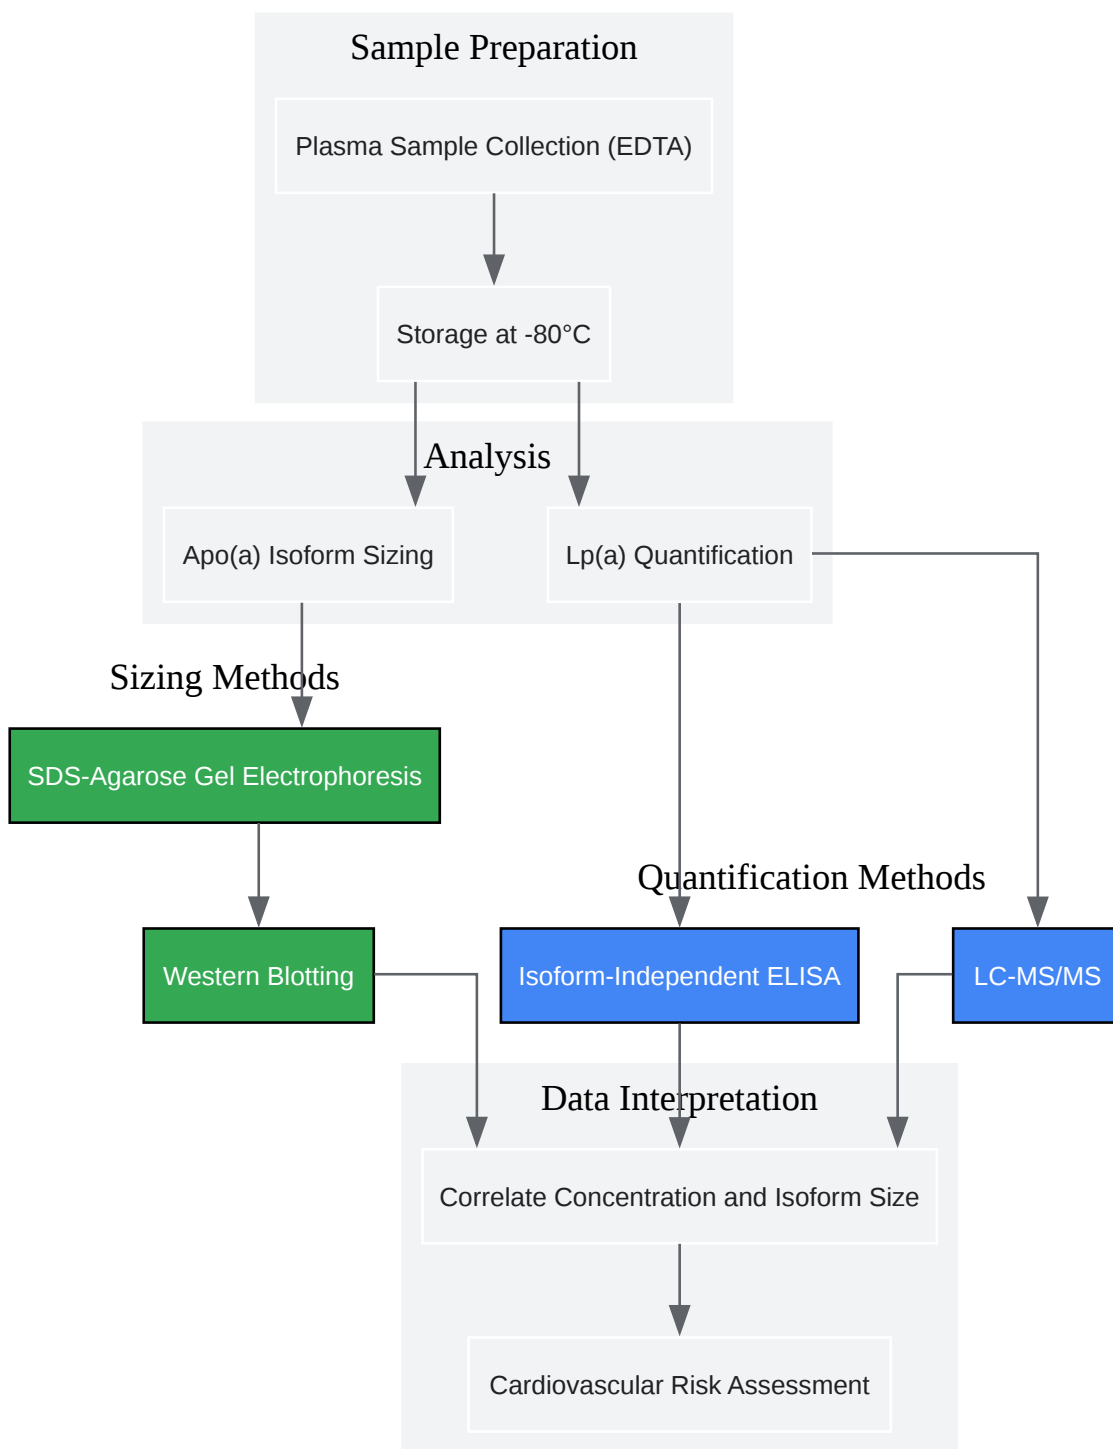 Sample Preparation
Plasma Sample Collection (EDTA)
Storage at -80°C
Analysis
Apo(a) Isoform Sizing
Lp(a) Quantification
Sizing Methods
SDS-Agarose Gel Electrophoresis
Quantification Methods
Western Blotting
Isoform-Independent ELISA
LC-MS/MS
Data Interpretation
Correlate Concentration and Isoform Size
Cardiovascular Risk Assessment